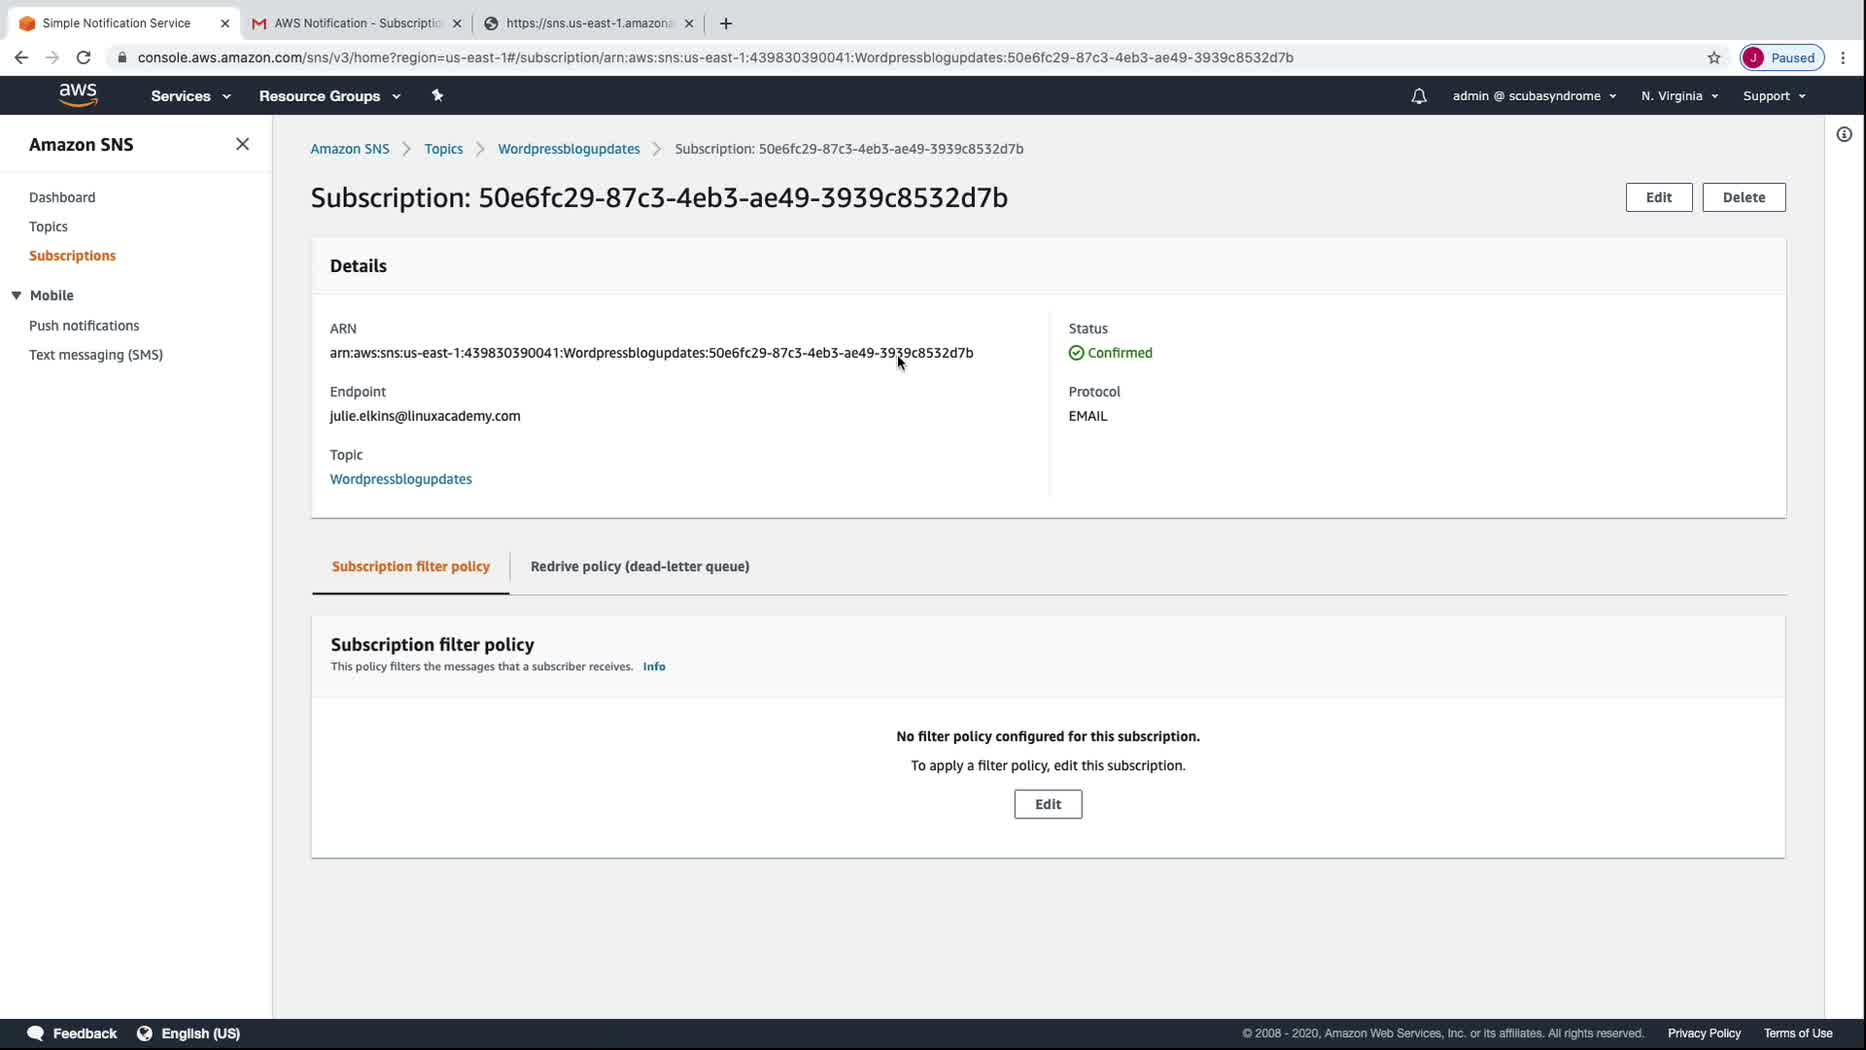 Simple Notification Service
AWS Notification - Subscriptio
https://sns.us-east-1.amazona
console.aws.amazon.com/sns/v3/home?region=us-east-1#/subscription/arn:aws:sns:us-east-1:439830390041:Wordpressblogupdates:50e6fc29-87c3-4eb3-ae49-3939c8532d7b
J Paused
aws Services Resource Groups admin @ scubasyndrome N. Virginia Support
Amazon SNS
Dashboard
Topics
Subscriptions
Mobile
Push notifications
Text messaging (SMS)
Amazon SNS Topics Wordpressblogupdates Subscription: 50e6fc29-87c3-4eb3-ae49-3939c8532d7b
Subscription: 50e6fc29-87c3-4eb3-ae49-3939c8532d7b
Edit Delete
Details
ARN
arn:aws:sns:us-east-1:439830390041:Wordpressblogupdates:50e6fc29-87c3-4eb3-ae49-3939c8532d7b
Endpoint
julie.elkins@linuxacademy.com
Topic
Wordpressblogupdates
Status
Confirmed
Protocol
EMAIL
Subscription filter policy Redrive policy (dead-letter queue)
Subscription filter policy
This policy filters the messages that a subscriber receives. Info
No filter policy configured for this subscription.
To apply a filter policy, edit this subscription.
Edit
Feedback English (US) © 2008 - 2020, Amazon Web Services, Inc. or its affiliates. All rights reserved. Privacy Policy Terms of Use